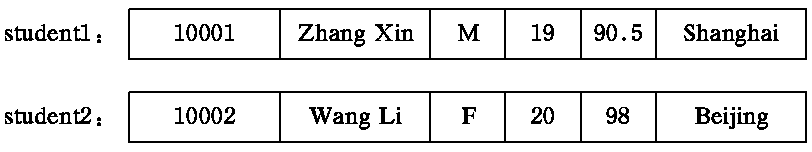 student1： 10001 Zhang Xin M 19 90.5 Shanghai
student2： 10002 Wang Li F 20 98 Beijing